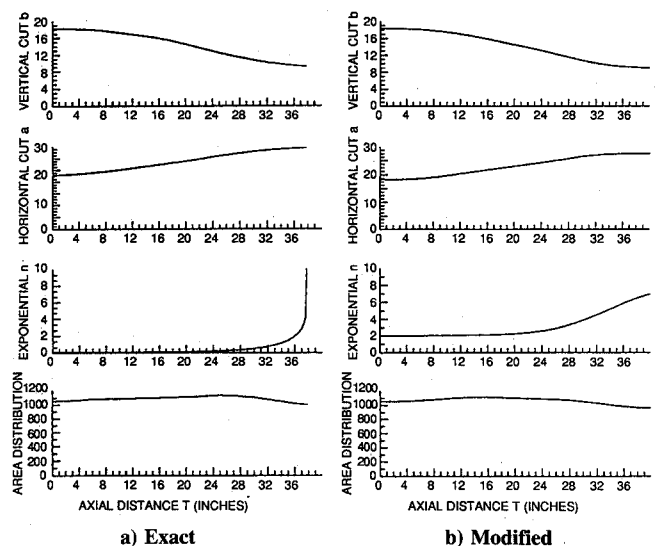 VERTICAL CUT b
20
16
12
8
4
0
0 4 8 12 16 20 24 28 32 36
HORIZONTAL CUT a
30
20
10
0
0 4 8 12 16 20 24 28 32 36
EXPONENTIAL n
10
8
6
4
2
0
0 4 8 12 16 20 24 28 32 36
AREA DISTRIBUTION
1200
1000
800
600
400
200
0
0 4 8 12 16 20 24 28 32 36
AXIAL DISTANCE T (INCHES)
a) Exact
VERTICAL CUT b
20
16
12
8
4
0
0 4 8 12 16 20 24 28 32 36
HORIZONTAL CUT a
30
20
10
0
0 4 8 12 16 20 24 28 32 36
EXPONENTIAL n
10
8
6
4
2
0
0 4 8 12 16 20 24 28 32 36
AREA DISTRIBUTION
1200
1000
800
600
400
200
0
0 4 8 12 16 20 24 28 32 36
AXIAL DISTANCE T (INCHES)
b) Modified